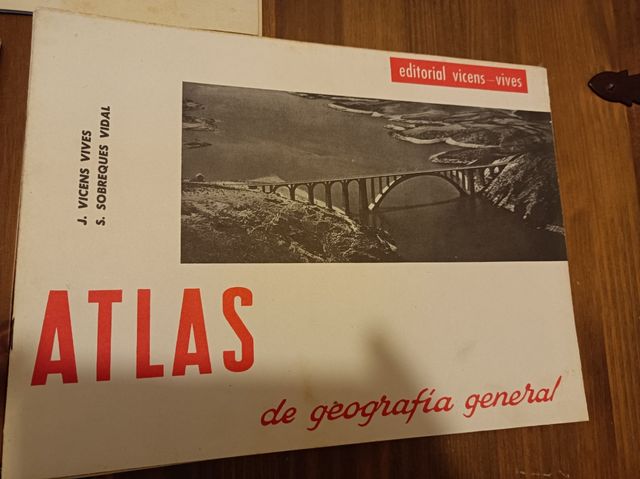 editorial vicens-vives
J. VICENS VIVES
S. SOBREQUES VIDAL
ATLAS
de geografía general